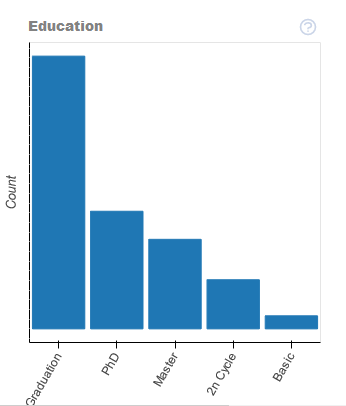 Education
?
Count
Graduation
PhD
Master
2n Cycle
Basic